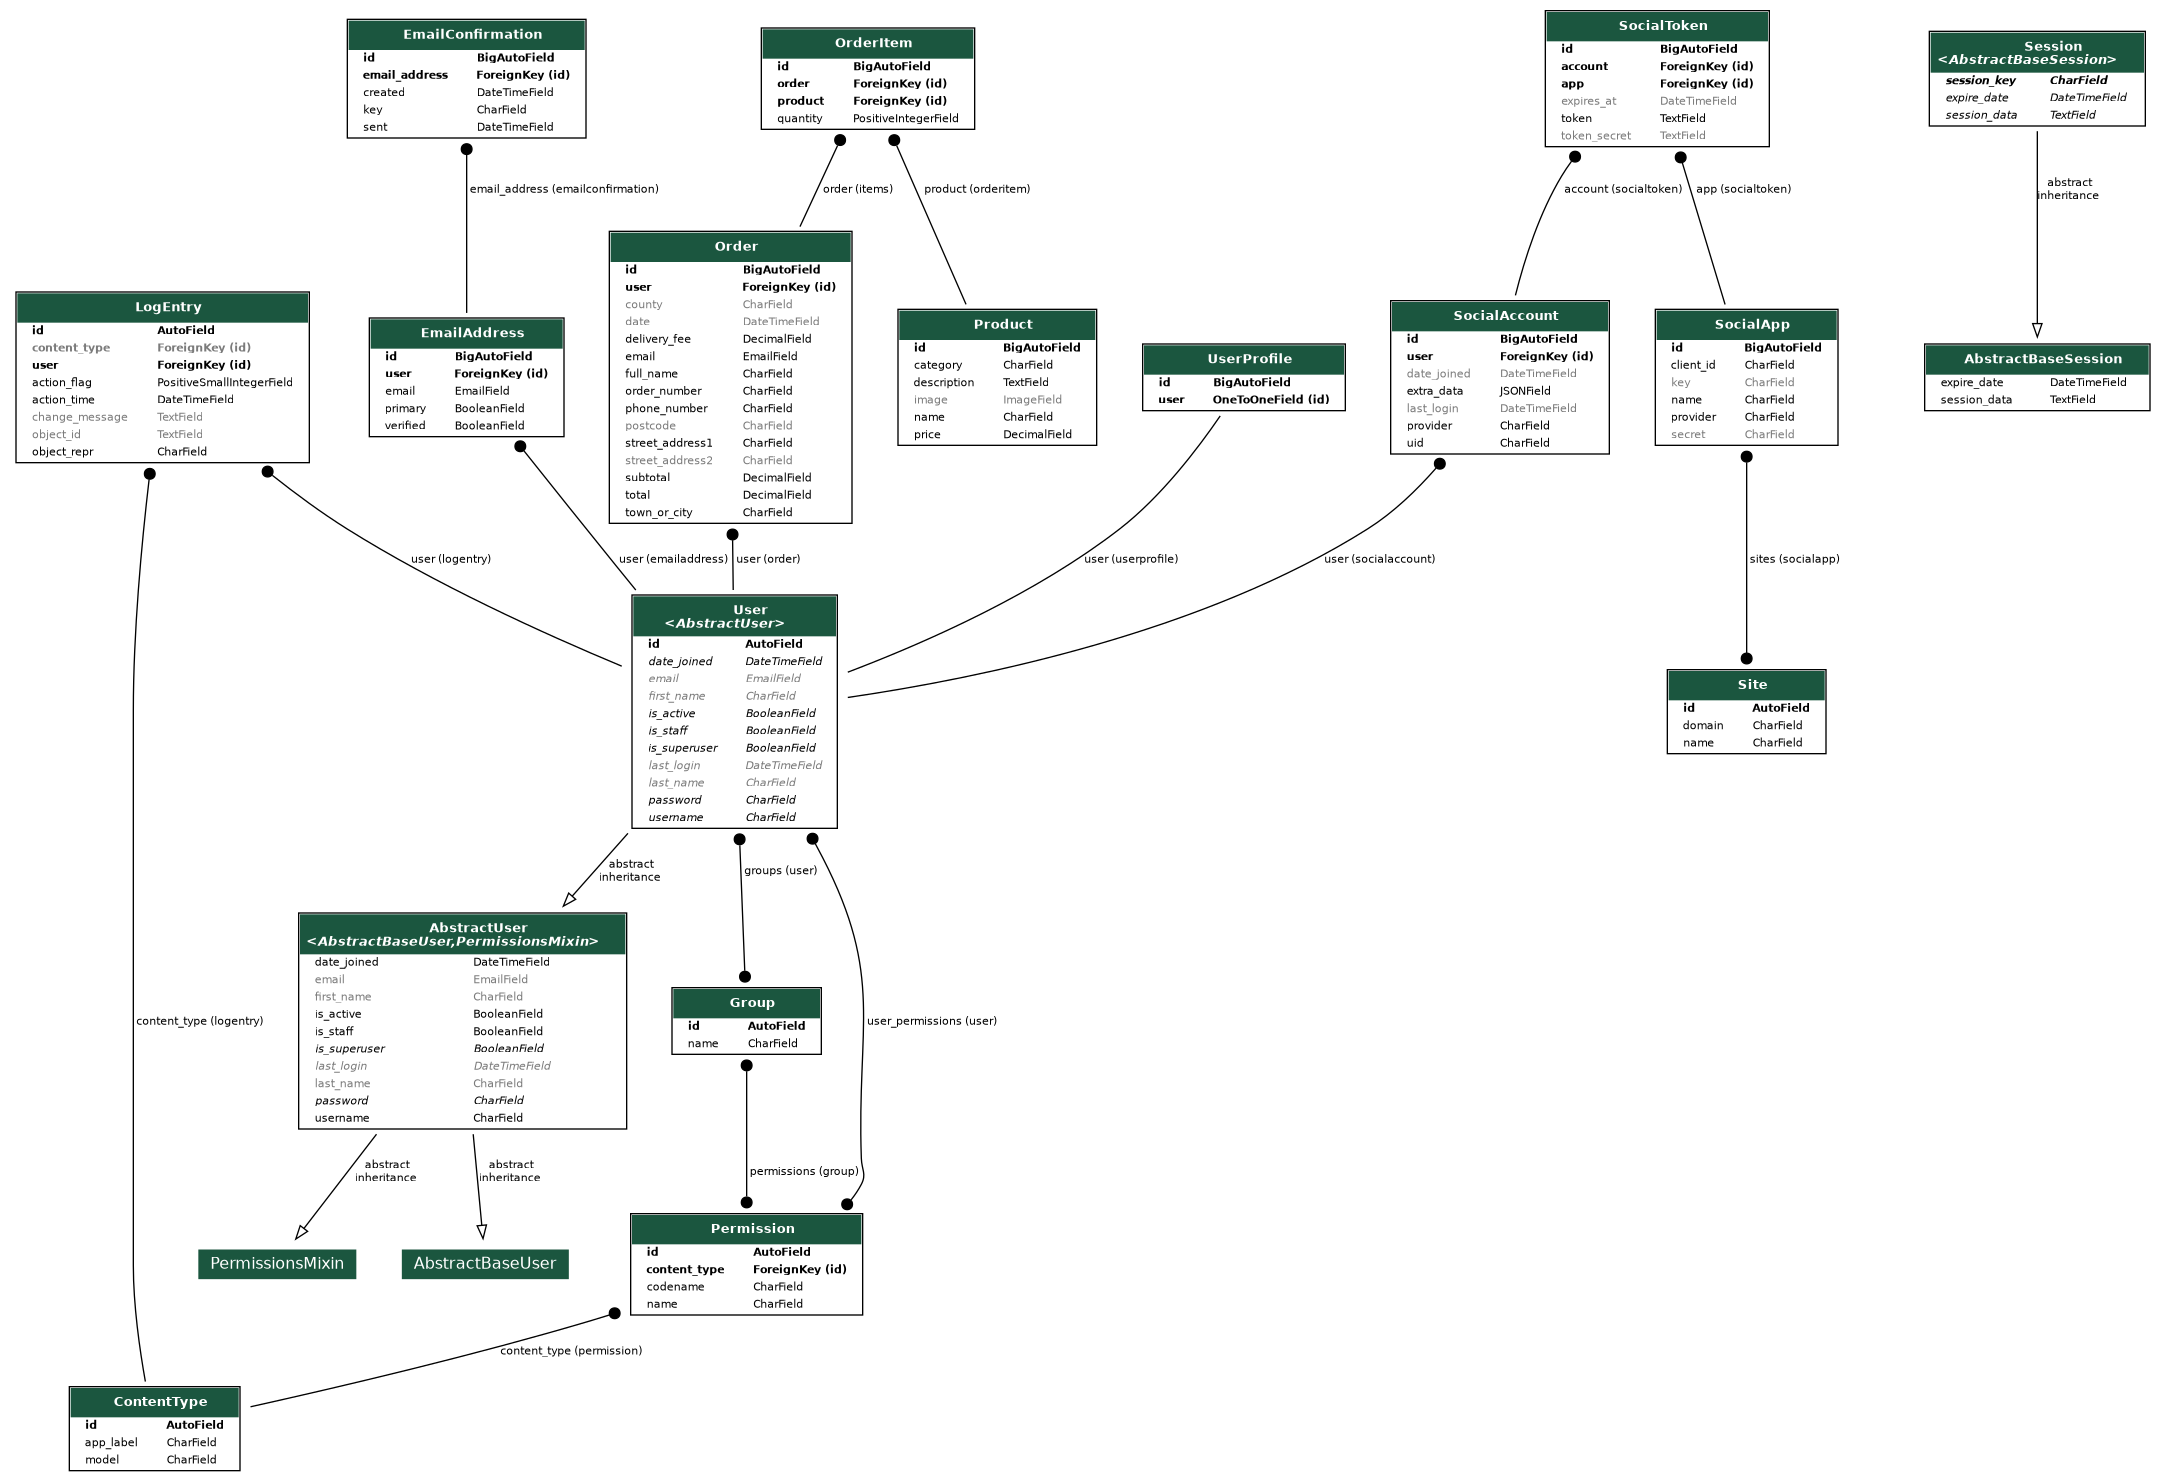 EmailConfirmation
id BigAutoField
email_address ForeignKey (id)
created DateTimeField
key CharField
sent DateTimeField
OrderItem
id BigAutoField
order ForeignKey (id)
product ForeignKey (id)
quantity PositiveIntegerField
SocialToken
id BigAutoField
account ForeignKey (id)
app ForeignKey (id)
expires_at DateTimeField
token TextField
token_secret TextField
Session
<AbstractBaseSession>
session_key CharField
expire_date DateTimeField
session_data TextField
email_address (emailconfirmation)
order (items)
product (orderitem)
account (socialtoken)
app (socialtoken)
abstract
inheritance
LogEntry
id AutoField
content_type ForeignKey (id)
user ForeignKey (id)
action_flag PositiveSmallIntegerField
action_time DateTimeField
change_message TextField
object_id TextField
object_repr CharField
EmailAddress
id BigAutoField
user ForeignKey (id)
email EmailField
primary BooleanField
verified BooleanField
Order
id BigAutoField
user ForeignKey (id)
county CharField
date DateTimeField
delivery_fee DecimalField
email EmailField
full_name CharField
order_number CharField
phone_number CharField
postcode CharField
street_address1 CharField
street_address2 CharField
subtotal DecimalField
total DecimalField
town_or_city CharField
Product
id BigAutoField
category CharField
description TextField
image ImageField
name CharField
price DecimalField
UserProfile
id BigAutoField
user OneToOneField (id)
SocialAccount
id BigAutoField
user ForeignKey (id)
date_joined DateTimeField
extra_data JSONField
last_login DateTimeField
provider CharField
uid CharField
SocialApp
id BigAutoField
client_id CharField
key CharField
name CharField
provider CharField
secret CharField
AbstractBaseSession
expire_date DateTimeField
session_data TextField
user (logentry)
user (emailaddress)
user (order)
user (userprofile)
user (socialaccount)
sites (socialapp)
User
<AbstractUser>
id AutoField
date_joined DateTimeField
email EmailField
first_name CharField
is_active BooleanField
is_staff BooleanField
is_superuser BooleanField
last_login DateTimeField
last_name CharField
password CharField
username CharField
Site
id AutoField
domain CharField
name CharField
abstract
inheritance
groups (user)
AbstractUser
<AbstractBaseUser,PermissionsMixin>
date_joined DateTimeField
email EmailField
first_name CharField
is_active BooleanField
is_staff BooleanField
is_superuser BooleanField
last_login DateTimeField
last_name CharField
password CharField
username CharField
Group
id AutoField
name CharField
content_type (logentry)
user_permissions (user)
abstract
inheritance
abstract
inheritance
permissions (group)
PermissionsMixin
AbstractBaseUser
Permission
id AutoField
content_type ForeignKey (id)
codename CharField
name CharField
content_type (permission)
ContentType
id AutoField
app_label CharField
model CharField